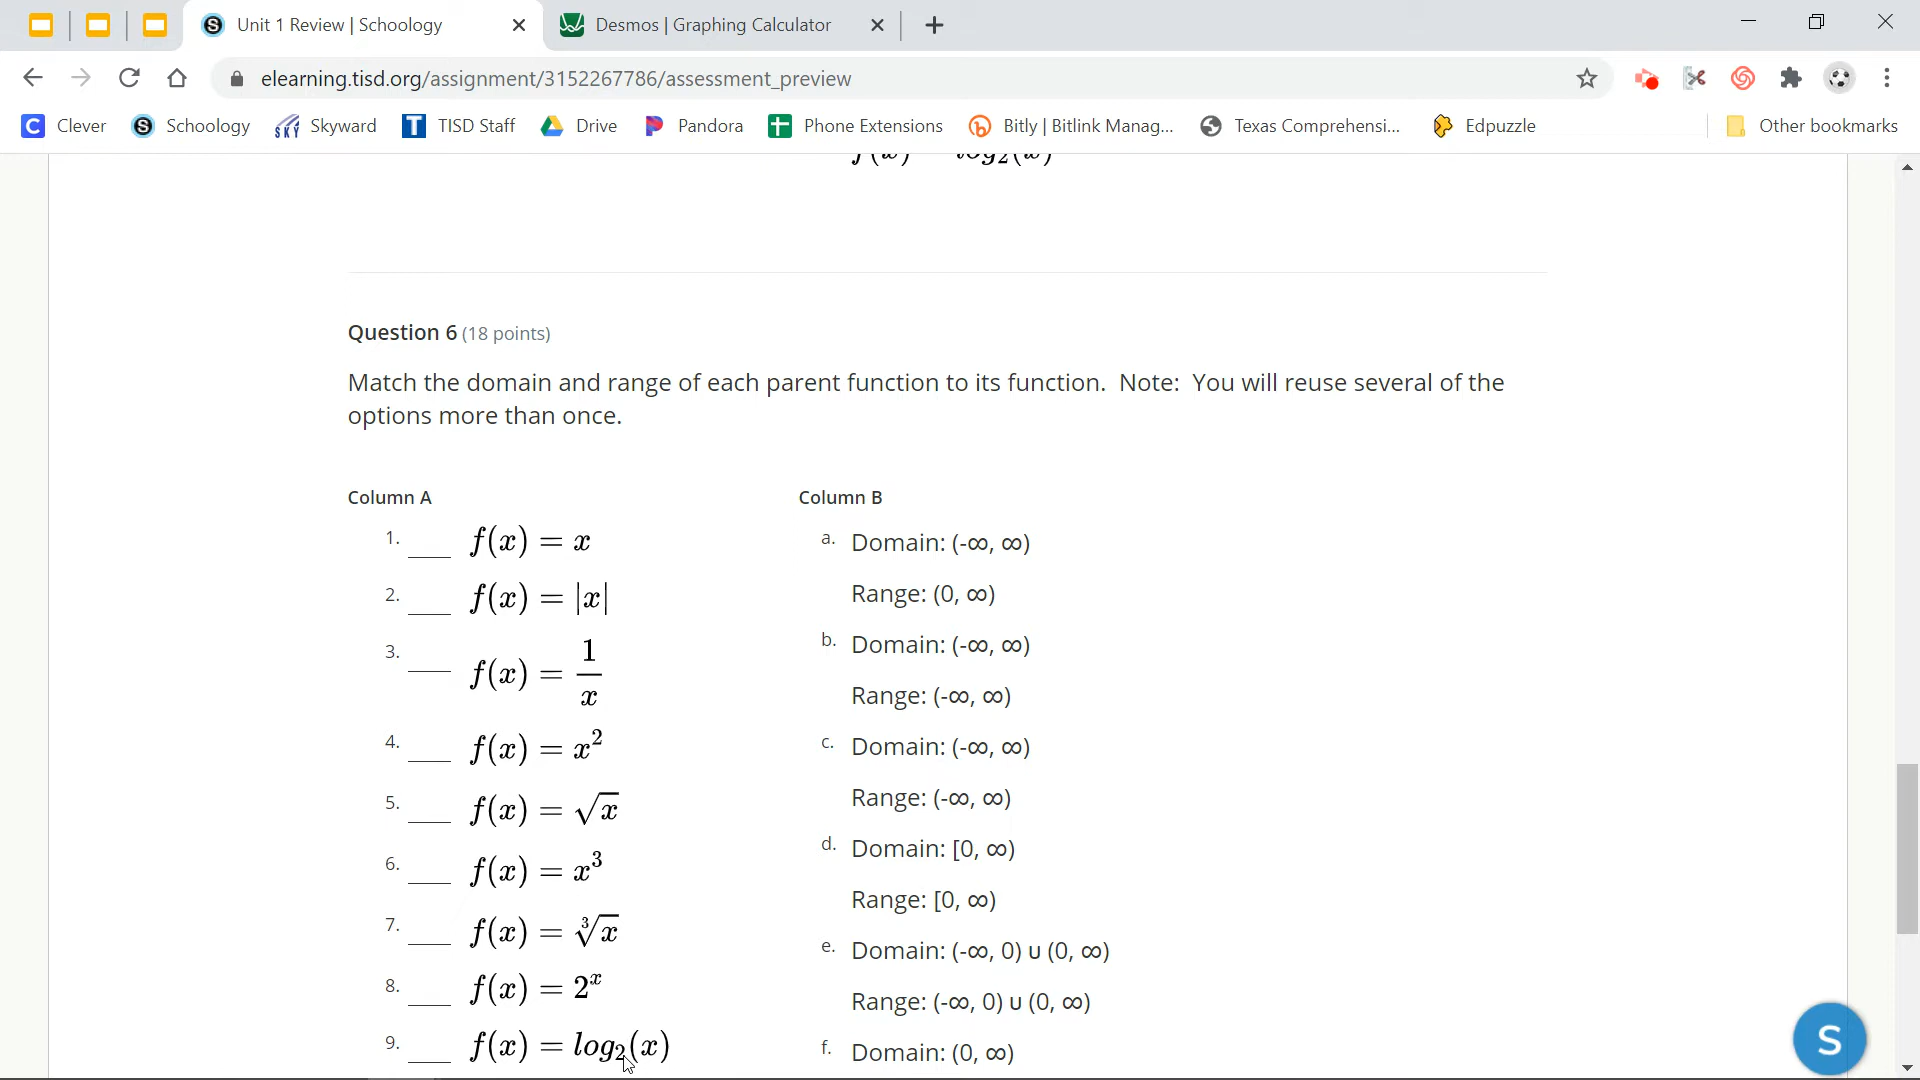 Unit 1 Review | Schoology
Desmos | Graphing Calculator
elearning.tisd.org/assignment/3152267786/assessment_preview
Clever Schoology Skyward TISD Staff Drive Pandora Phone Extensions Bitly | Bitlink Manag... Texas Comprehensi... Edpuzzle Other bookmarks
f(x) = log₂(x)
Question 6 (18 points)
Match the domain and range of each parent function to its function. Note: You will reuse several of the
options more than once.
Column A
1. ___ f(x) = x
2. ___ f(x) = |x|
3. ___ f(x) = 1/x
4. ___ f(x) = x²
5. ___ f(x) = √x
6. ___ f(x) = x³
7. ___ f(x) = ∛x
8. ___ f(x) = 2ˣ
9. ___ f(x) = log₂(x)
Column B
a. Domain: (-∞, ∞)
Range: (0, ∞)
b. Domain: (-∞, ∞)
Range: (-∞, ∞)
c. Domain: (-∞, ∞)
Range: (-∞, ∞)
d. Domain: [0, ∞)
Range: [0, ∞)
e. Domain: (-∞, 0) ∪ (0, ∞)
Range: (-∞, 0) ∪ (0, ∞)
f. Domain: (0, ∞)
S